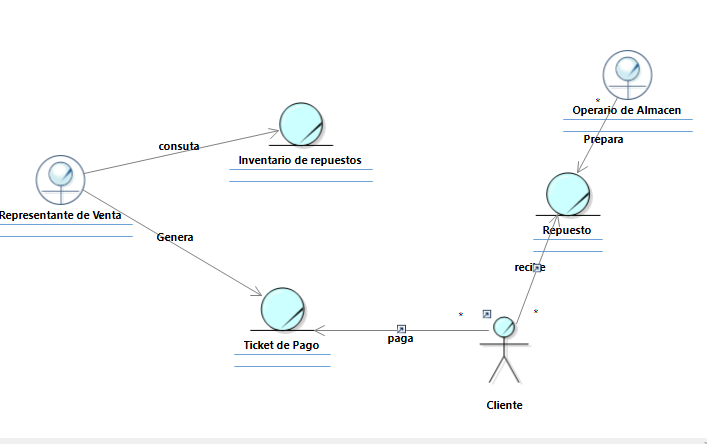 Operario de Almacen
*
Prepara
consuta
Inventario de repuestos
Representante de Venta
Repuesto
Genera
recibe
*
*
Ticket de Pago
paga
Cliente